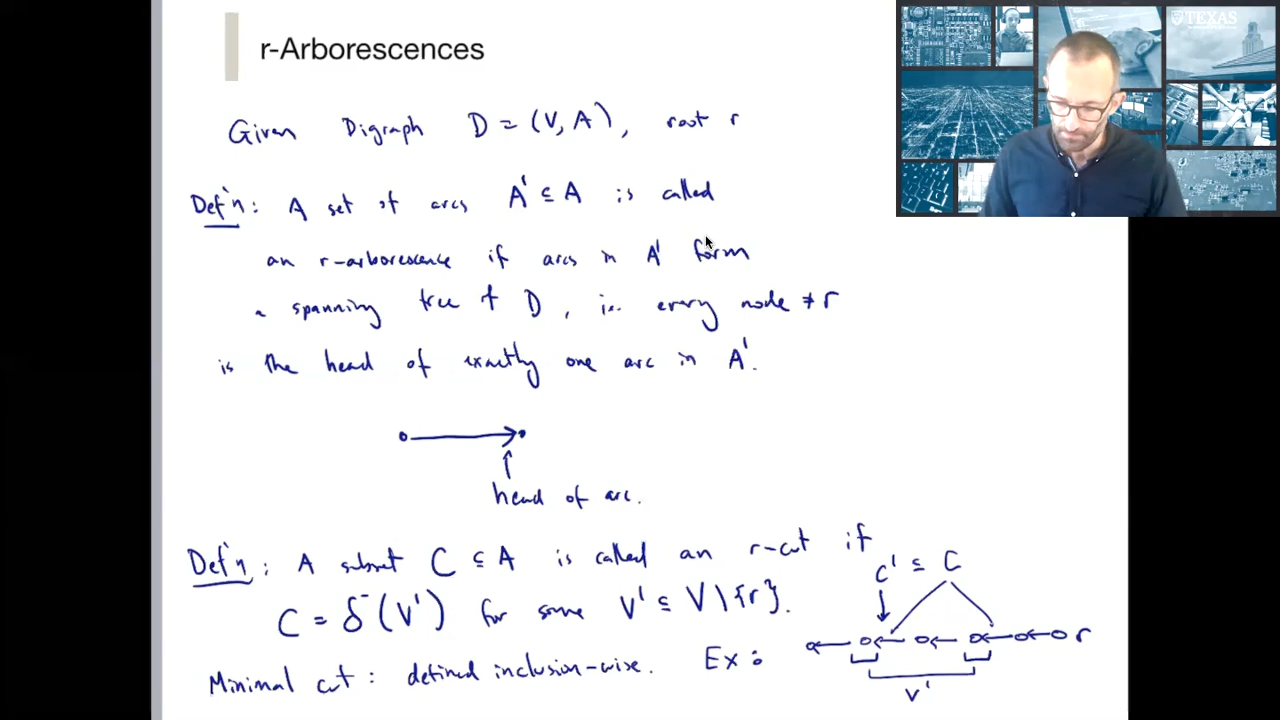 r-Arborescences
TEXAS
Given Digraph D = (V, A), root r
Def'n: A set of arcs A' ⊆ A is called
an r-arborescence if arcs in A' form
a spanning tree of D, i.e. every node ≠ r
is the head of exactly one arc in A'.
head of arc.
Def'n: A subset C ⊆ A is called an r-cut if
C = δ⁻(V') for some V' ⊆ V \ {r}.
C' ⊆ C
r
Minimal cut: defined inclusion-wise. Ex:
V'